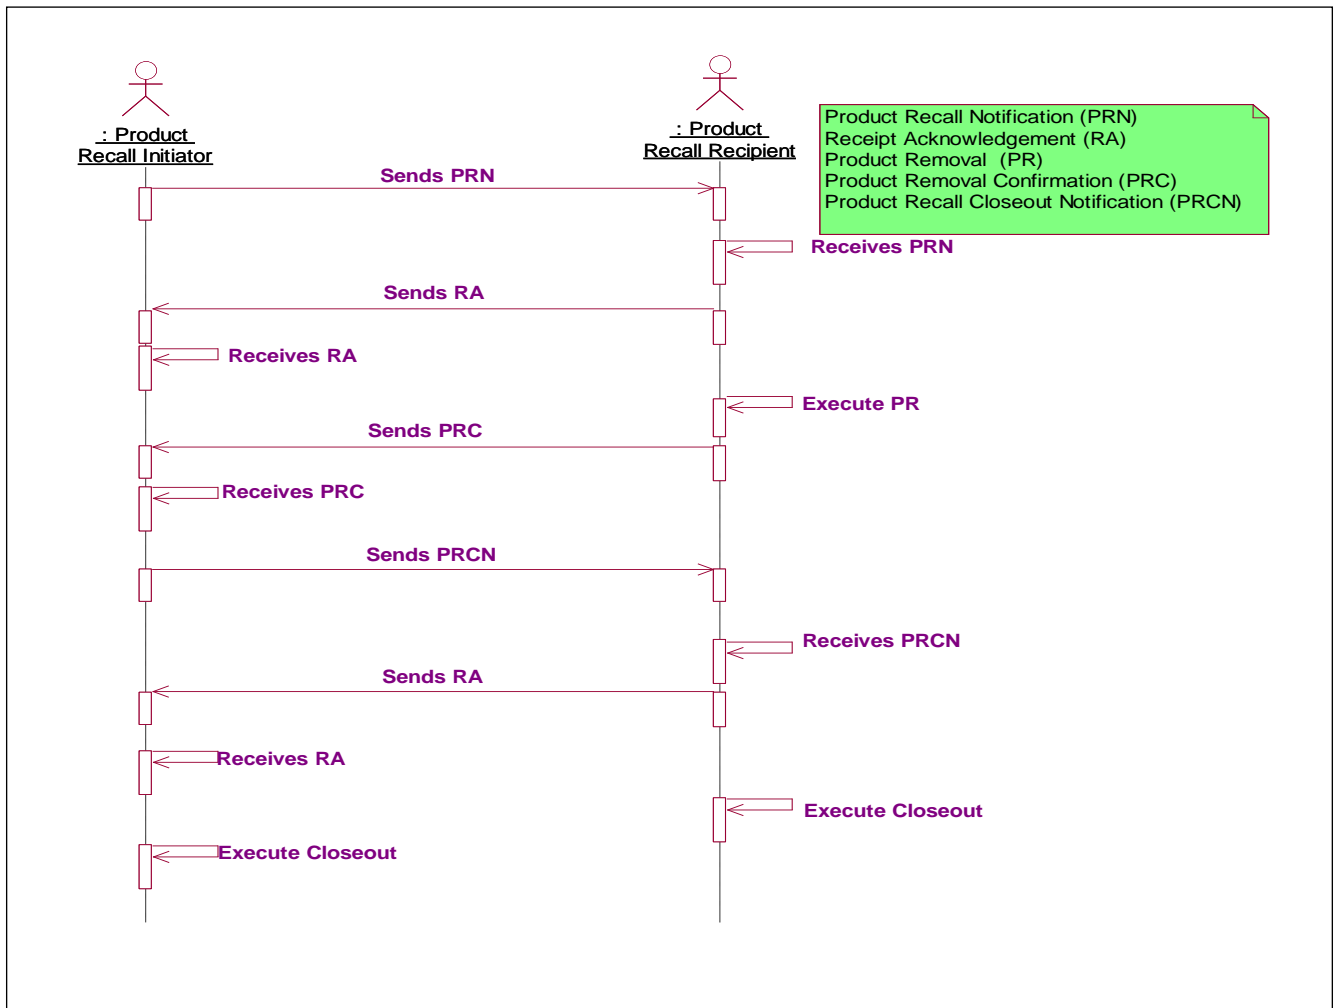 : Product
Recall Initiator
: Product
Recall Recipient
Product Recall Notification (PRN)
Receipt Acknowledgement (RA)
Product Removal  (PR)
Product Removal Confirmation (PRC)
Product Recall Closeout Notification (PRCN)
Sends PRN
Receives PRN
Sends RA
Receives RA
Execute PR
Sends PRC
Receives PRC
Sends PRCN
Receives PRCN
Sends RA
Receives RA
Execute Closeout
Execute Closeout